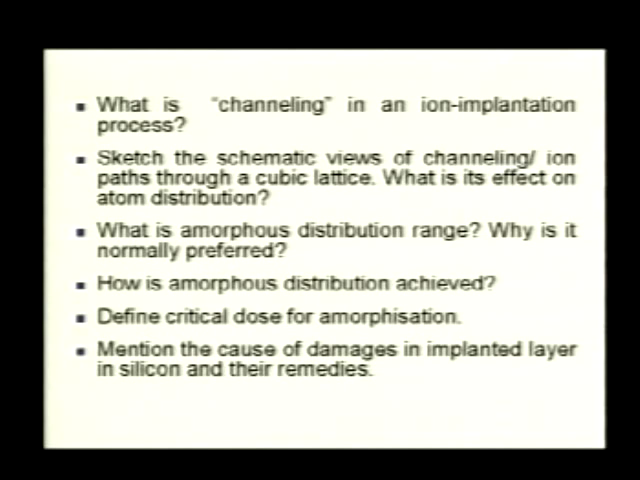 ▪ What is "channeling" in an ion-implantation
process?
▪ Sketch the schematic views of channeling/ ion
paths through a cubic lattice. What is its effect on
atom distribution?
▪ What is amorphous distribution range? Why is it
normally preferred?
▪ How is amorphous distribution achieved?
▪ Define critical dose for amorphisation.
▪ Mention the cause of damages in implanted layer
in silicon and their remedies.